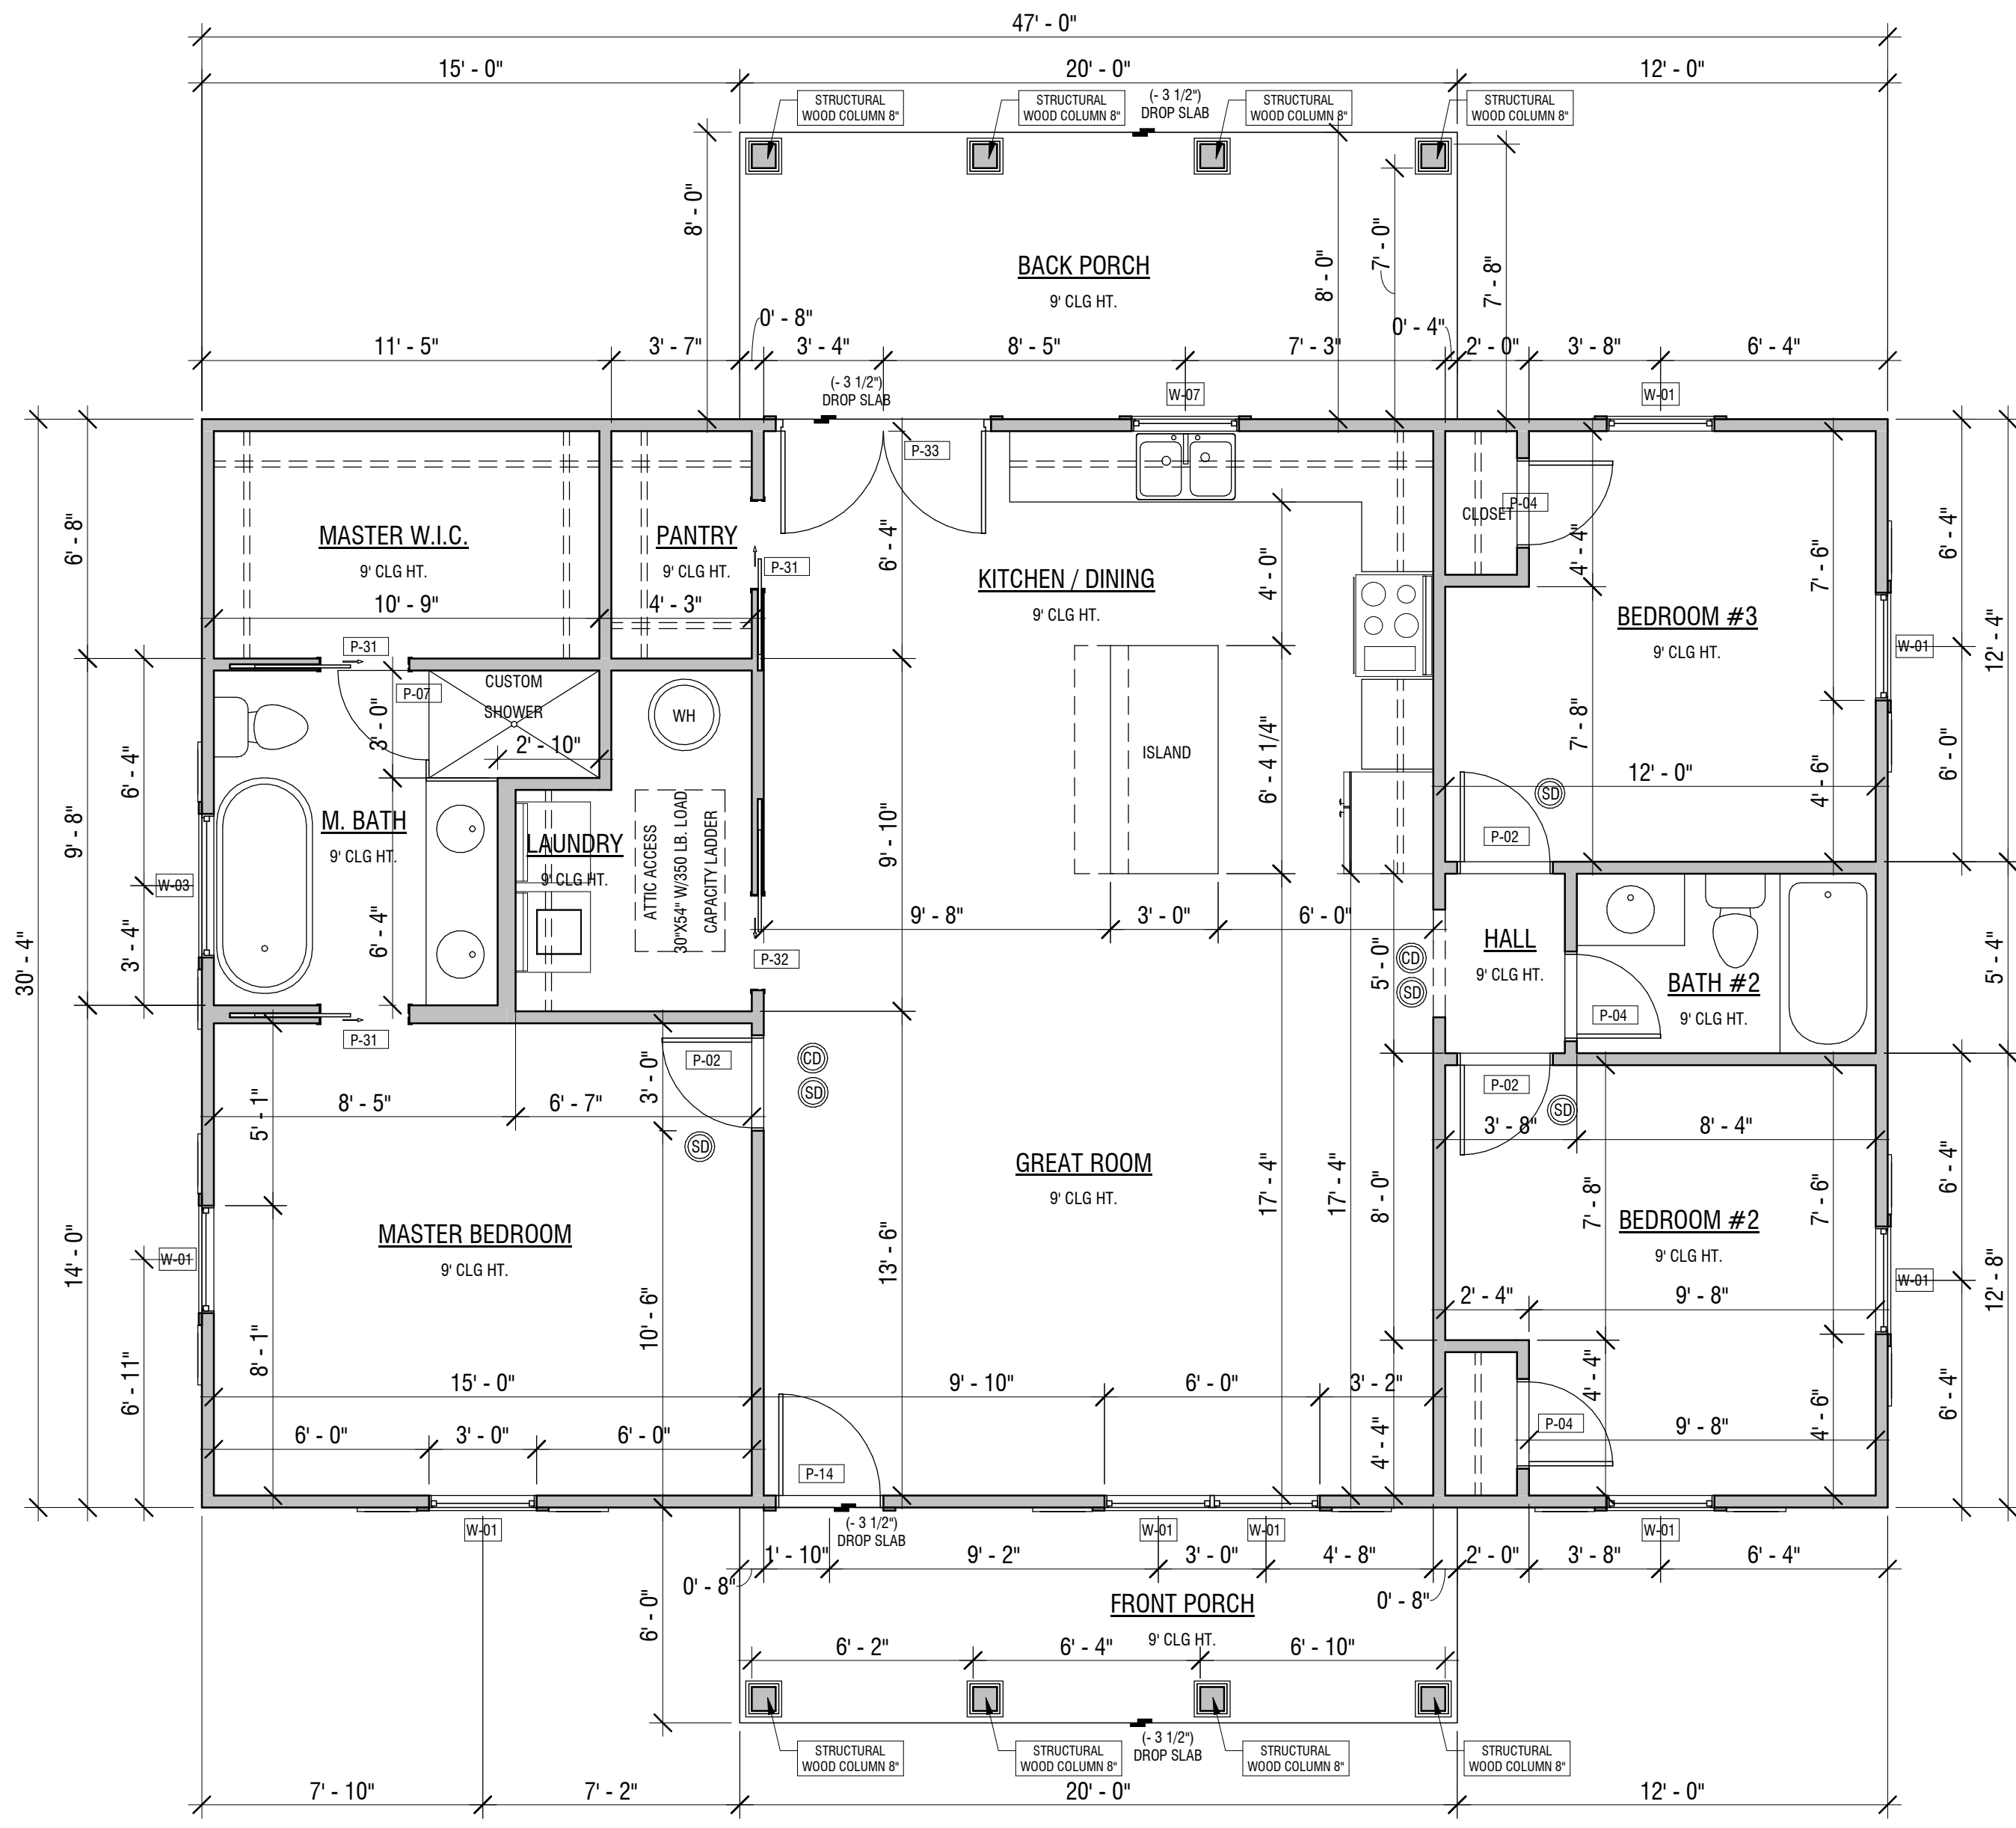 47' - 0"
15' - 0"
20' - 0"
12' - 0"
STRUCTURAL
WOOD COLUMN 8"
STRUCTURAL
WOOD COLUMN 8"
(- 3 1/2")
DROP SLAB
STRUCTURAL
WOOD COLUMN 8"
STRUCTURAL
WOOD COLUMN 8"
8' - 0"
BACK PORCH
9' CLG HT.
8' - 0"
7' - 0"
7' - 8"
0' - 8"
0' - 4"
11' - 5"
3' - 7"
3' - 4"
8' - 5"
7' - 3"
2' - 0"
3' - 8"
6' - 4"
(- 3 1/2")
DROP SLAB
W-07
W-01
P-33
P-04
CLOSET
MASTER W.I.C.
9' CLG HT.
10' - 9"
PANTRY
9' CLG HT.
4' - 3"
P-31
6' - 4"
KITCHEN / DINING
9' CLG HT.
4' - 0"
4' - 4"
7' - 6"
6' - 4"
6' - 8"
BEDROOM #3
9' CLG HT.
W-01
12' - 4"
P-31
P-07
CUSTOM
SHOWER
3' - 0"
2' - 10"
WH
ISLAND
6' - 4 1/4"
7' - 8"
12' - 0"
4' - 6"
6' - 0"
SD
P-02
6' - 4"
9' - 8"
M. BATH
9' CLG HT.
LAUNDRY
9' CLG HT.
ATTIC ACCESS
30"X54" W/350 LB. LOAD
CAPACITY LADDER
9' - 10"
W-03
3' - 4"
6' - 4"
9' - 8"
3' - 0"
6' - 0"
P-32
5' - 0"
CD
SD
HALL
9' CLG HT.
BATH #2
9' CLG HT.
P-04
5' - 4"
30' - 4"
P-31
P-02
CD
SD
SD
3' - 0"
8' - 5"
6' - 7"
5' - 1"
P-02
SD
3' - 8"
8' - 4"
GREAT ROOM
9' CLG HT.
17' - 4"
17' - 4"
8' - 0"
7' - 8"
7' - 6"
6' - 4"
BEDROOM #2
9' CLG HT.
MASTER BEDROOM
9' CLG HT.
W-01
14' - 0"
13' - 6"
10' - 6"
8' - 1"
6' - 11"
W-01
12' - 8"
2' - 4"
9' - 8"
15' - 0"
9' - 10"
6' - 0"
3' - 2"
4' - 4"
4' - 4"
4' - 6"
6' - 4"
6' - 0"
3' - 0"
6' - 0"
P-04
9' - 8"
P-14
W-01
(- 3 1/2")
DROP SLAB
W-01
W-01
W-01
1' - 10"
9' - 2"
3' - 0"
4' - 8"
2' - 0"
3' - 8"
6' - 4"
0' - 8"
0' - 8"
6' - 0"
FRONT PORCH
9' CLG HT.
6' - 2"
6' - 4"
6' - 10"
(- 3 1/2")
DROP SLAB
STRUCTURAL
WOOD COLUMN 8"
STRUCTURAL
WOOD COLUMN 8"
STRUCTURAL
WOOD COLUMN 8"
STRUCTURAL
WOOD COLUMN 8"
7' - 10"
7' - 2"
20' - 0"
12' - 0"